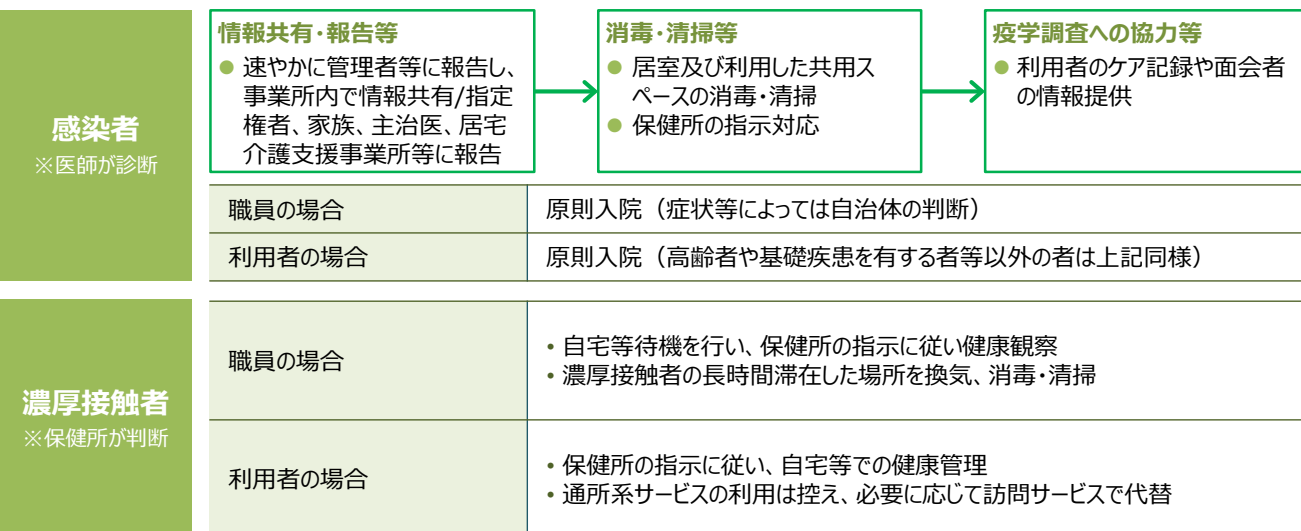 感染者
※医師が診断
情報共有・報告等
● 速やかに管理者等に報告し、
事業所内で情報共有/指定
権者、家族、主治医、居宅
介護支援事業所等に報告
消毒・清掃等
● 居室及び利用した共用ス
ペースの消毒・清掃
● 保健所の指示対応
疫学調査への協力等
● 利用者のケア記録や面会者
の情報提供
職員の場合
原則入院（症状等によっては自治体の判断）
利用者の場合
原則入院（高齢者や基礎疾患を有する者等以外の者は上記同様）
濃厚接触者
※保健所が判断
職員の場合
• 自宅等待機を行い、保健所の指示に従い健康観察
• 濃厚接触者の長時間滞在した場所を換気、消毒・清掃
利用者の場合
• 保健所の指示に従い、自宅等での健康管理
• 通所系サービスの利用は控え、必要に応じて訪問サービスで代替